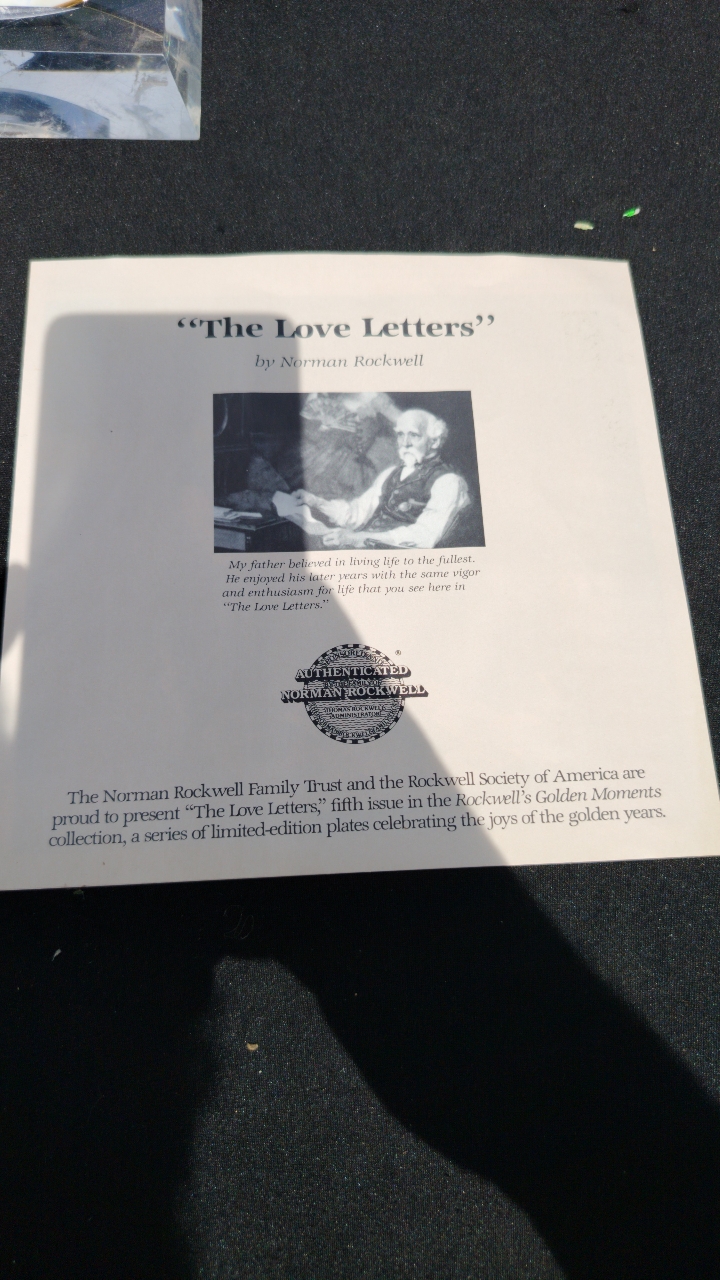 “The Love Letters”
by Norman Rockwell
My father believed in living life to the fullest.
He enjoyed his later years with the same vigor
and enthusiasm for life that you see here in
“The Love Letters.”
®
AUTHENTICATED
NORMAN ROCKWELL
The Norman Rockwell Family Trust and the Rockwell Society of America are
proud to present “The Love Letters,” fifth issue in the Rockwell’s Golden Moments
collection, a series of limited-edition plates celebrating the joys of the golden years.